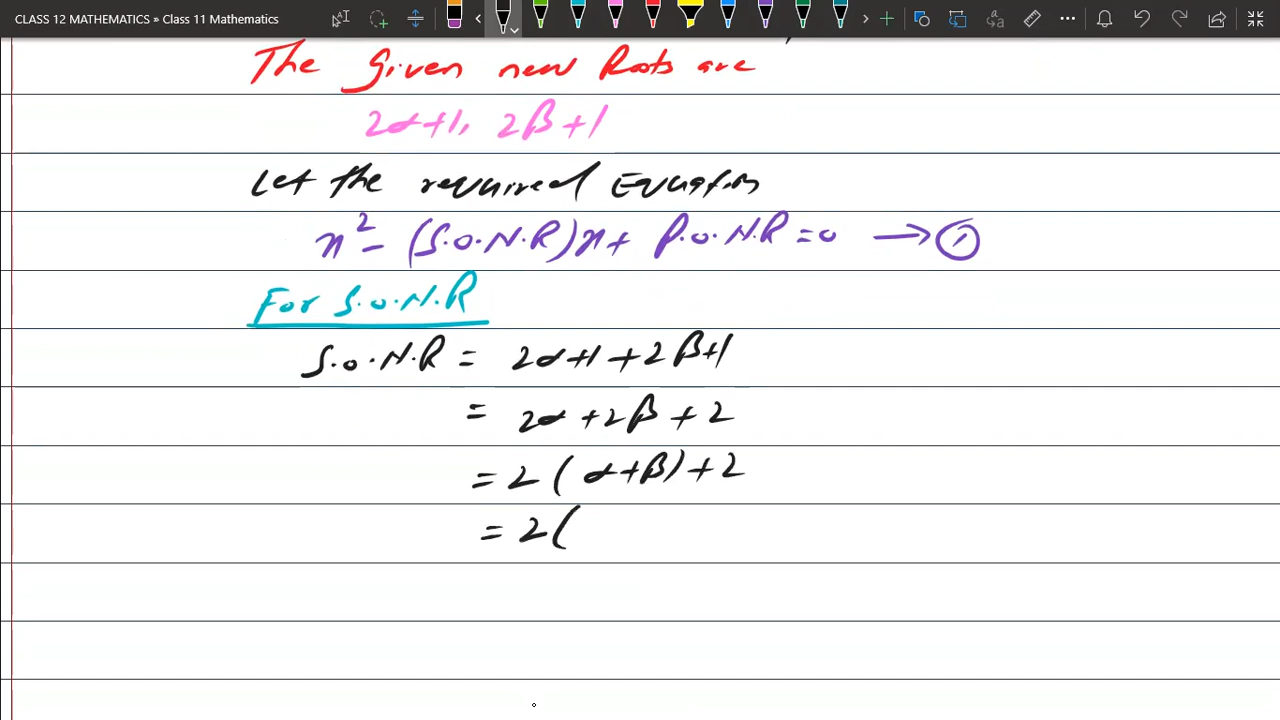 CLASS 12 MATHEMATICS » Class 11 Mathematics
The Given new Roots are
2α+1, 2β+1
Let the required Equation
x² - (S.O.N.R)x + P.O.N.R = 0 → ①
For S.O.N.R
S.O.N.R = 2α+1 + 2β+1
= 2α + 2β + 2
= 2(α+β) + 2
= 2(